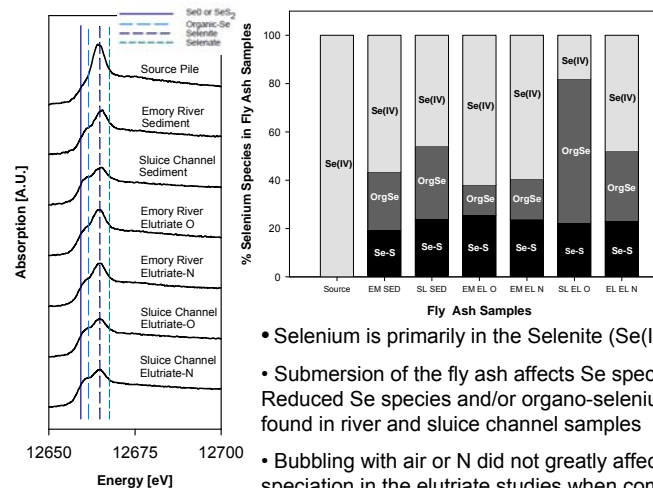 Se0 or SeS2
Organic-Se
Selenite
Selenate
Source Pile
Emory River
Sediment
Sluice Channel
Sediment
Emory River
Elutriate O
Emory River
Elutriate-N
Sluice Channel
Elutriate-O
Sluice Channel
Elutriate-N
Absorption [A.U.]
12650 12675 12700
Energy [eV]
% Selenium Species in Fly Ash Samples
100
80
60
40
20
0
Se(IV)
Se(IV)
OrgSe
Se-S
Se(IV)
OrgSe
Se-S
Se(IV)
OrgSe
Se-S
Se(IV)
OrgSe
Se-S
Se(IV)
OrgSe
Se-S
Se(IV)
OrgSe
Se-S
Source EM SED SL SED EM EL O EM EL N SL EL O EL EL N
Fly Ash Samples
• Selenium is primarily in the Selenite (Se(I
• Submersion of the fly ash affects Se spec
Reduced Se species and/or organo-seleniu
found in river and sluice channel samples
• Bubbling with air or N did not greatly affec
speciation in the elutriate studies when con